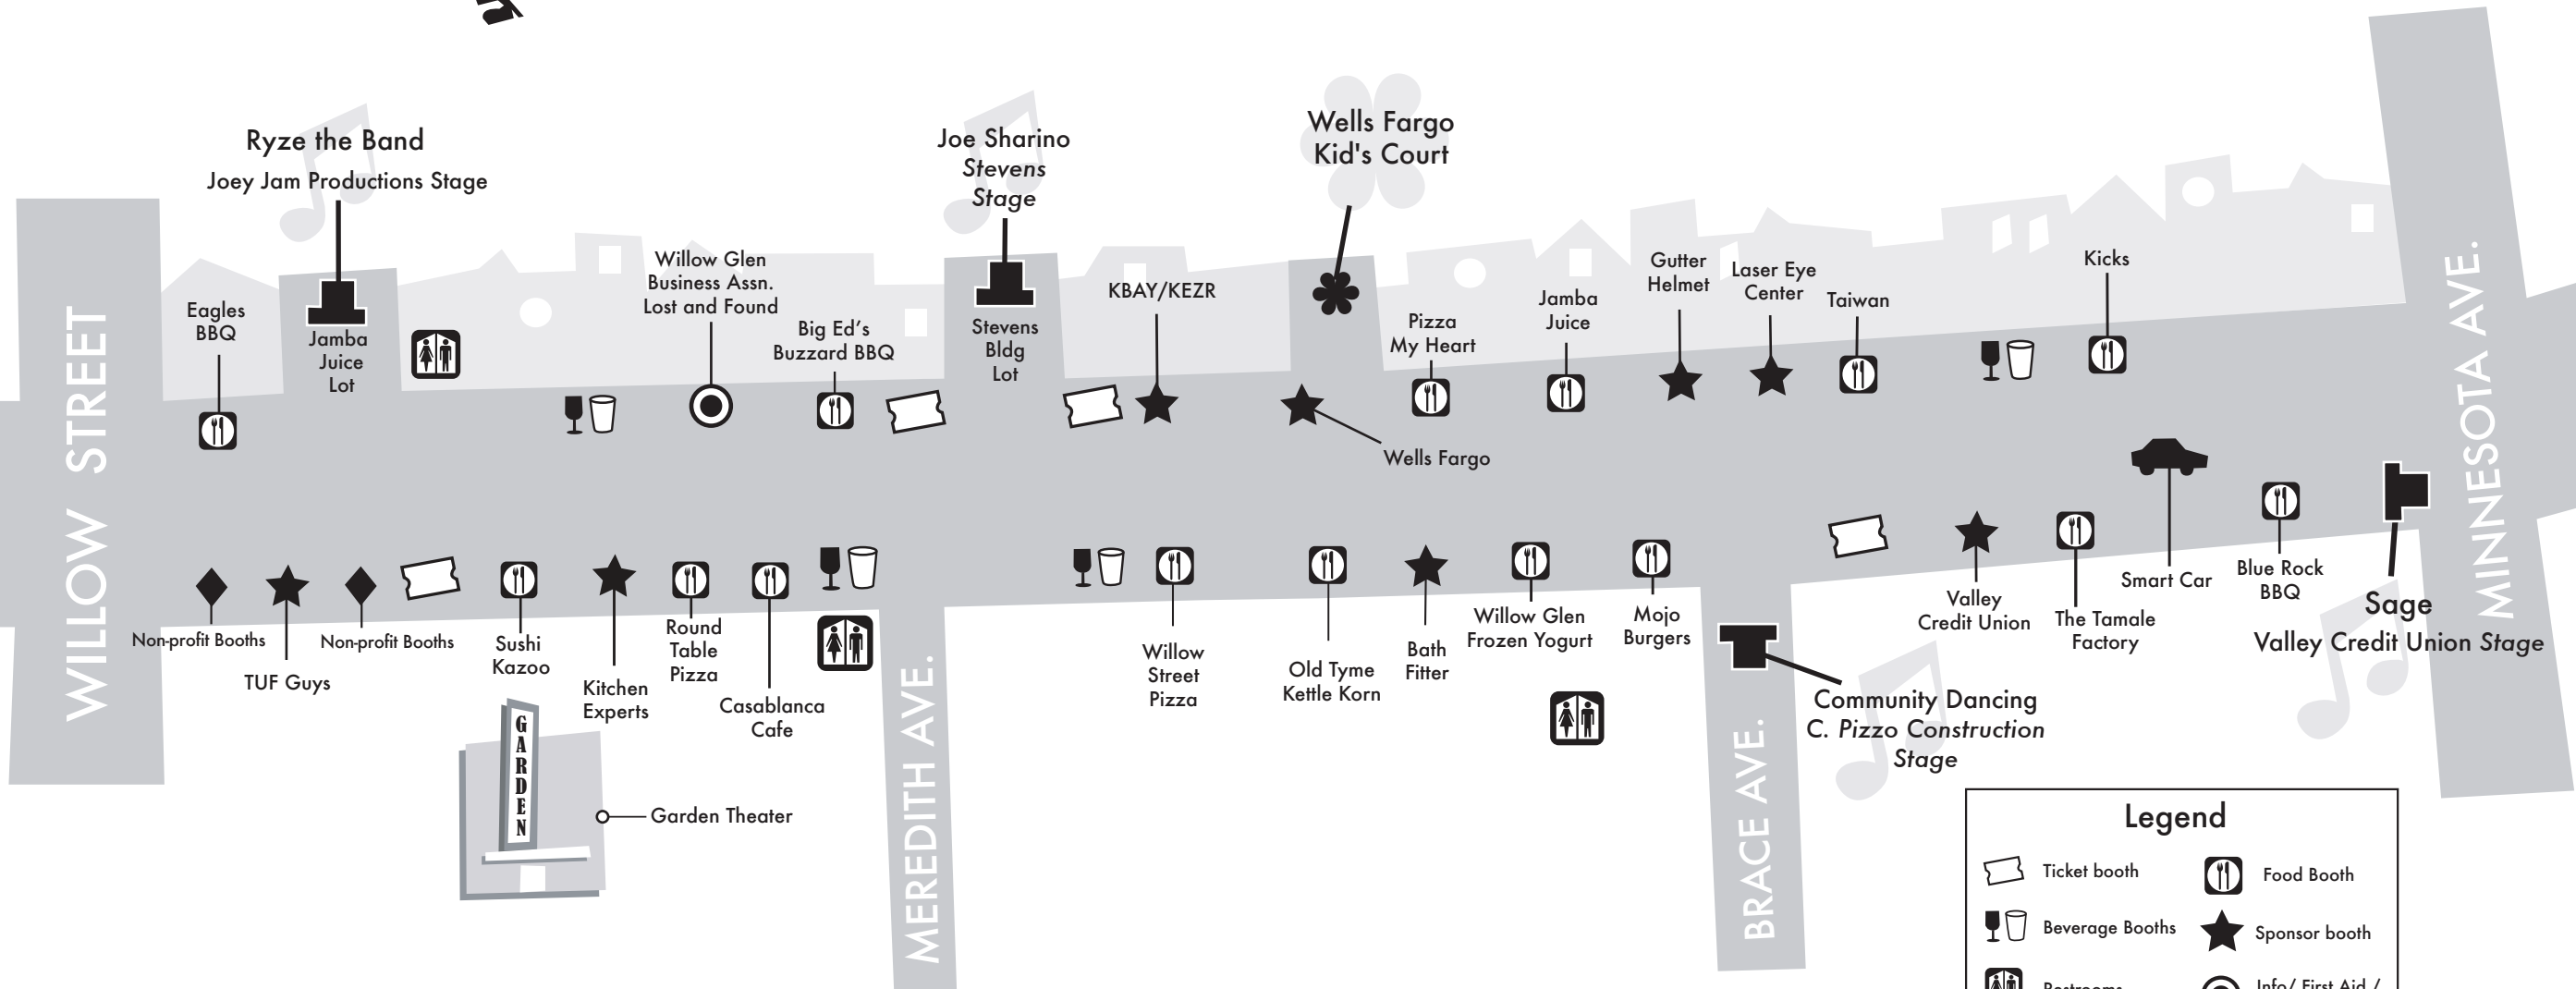 Ryze the Band
Joey Jam Productions Stage
Joe Sharino
Stevens
Stage
Wells Fargo
Kid's Court
WILLOW STREET
Eagles
BBQ
Jamba
Juice
Lot
Willow Glen
Business Assn.
Lost and Found
Big Ed's
Buzzard BBQ
Stevens
Bldg
Lot
KBAY/KEZR
Wells Fargo
Pizza
My Heart
Jamba
Juice
Gutter
Helmet
Laser Eye
Center
Taiwan
Kicks
MINNESOTA AVE.
Non-profit Booths
TUF Guys
Non-profit Booths
Sushi
Kazoo
Kitchen
Experts
Round
Table
Pizza
Casablanca
Cafe
GARDEN
Garden Theater
MEREDITH AVE.
Willow
Street
Pizza
Old Tyme
Kettle Korn
Bath
Fitter
Willow Glen
Frozen Yogurt
Mojo
Burgers
BRACE AVE.
Community Dancing
C. Pizzo Construction
Stage
Valley
Credit Union
The Tamale
Factory
Smart Car
Blue Rock
BBQ
Sage
Valley Credit Union Stage
Legend
Ticket booth
Food Booth
Beverage Booths
Sponsor booth
Restrooms
Info/ First Aid /